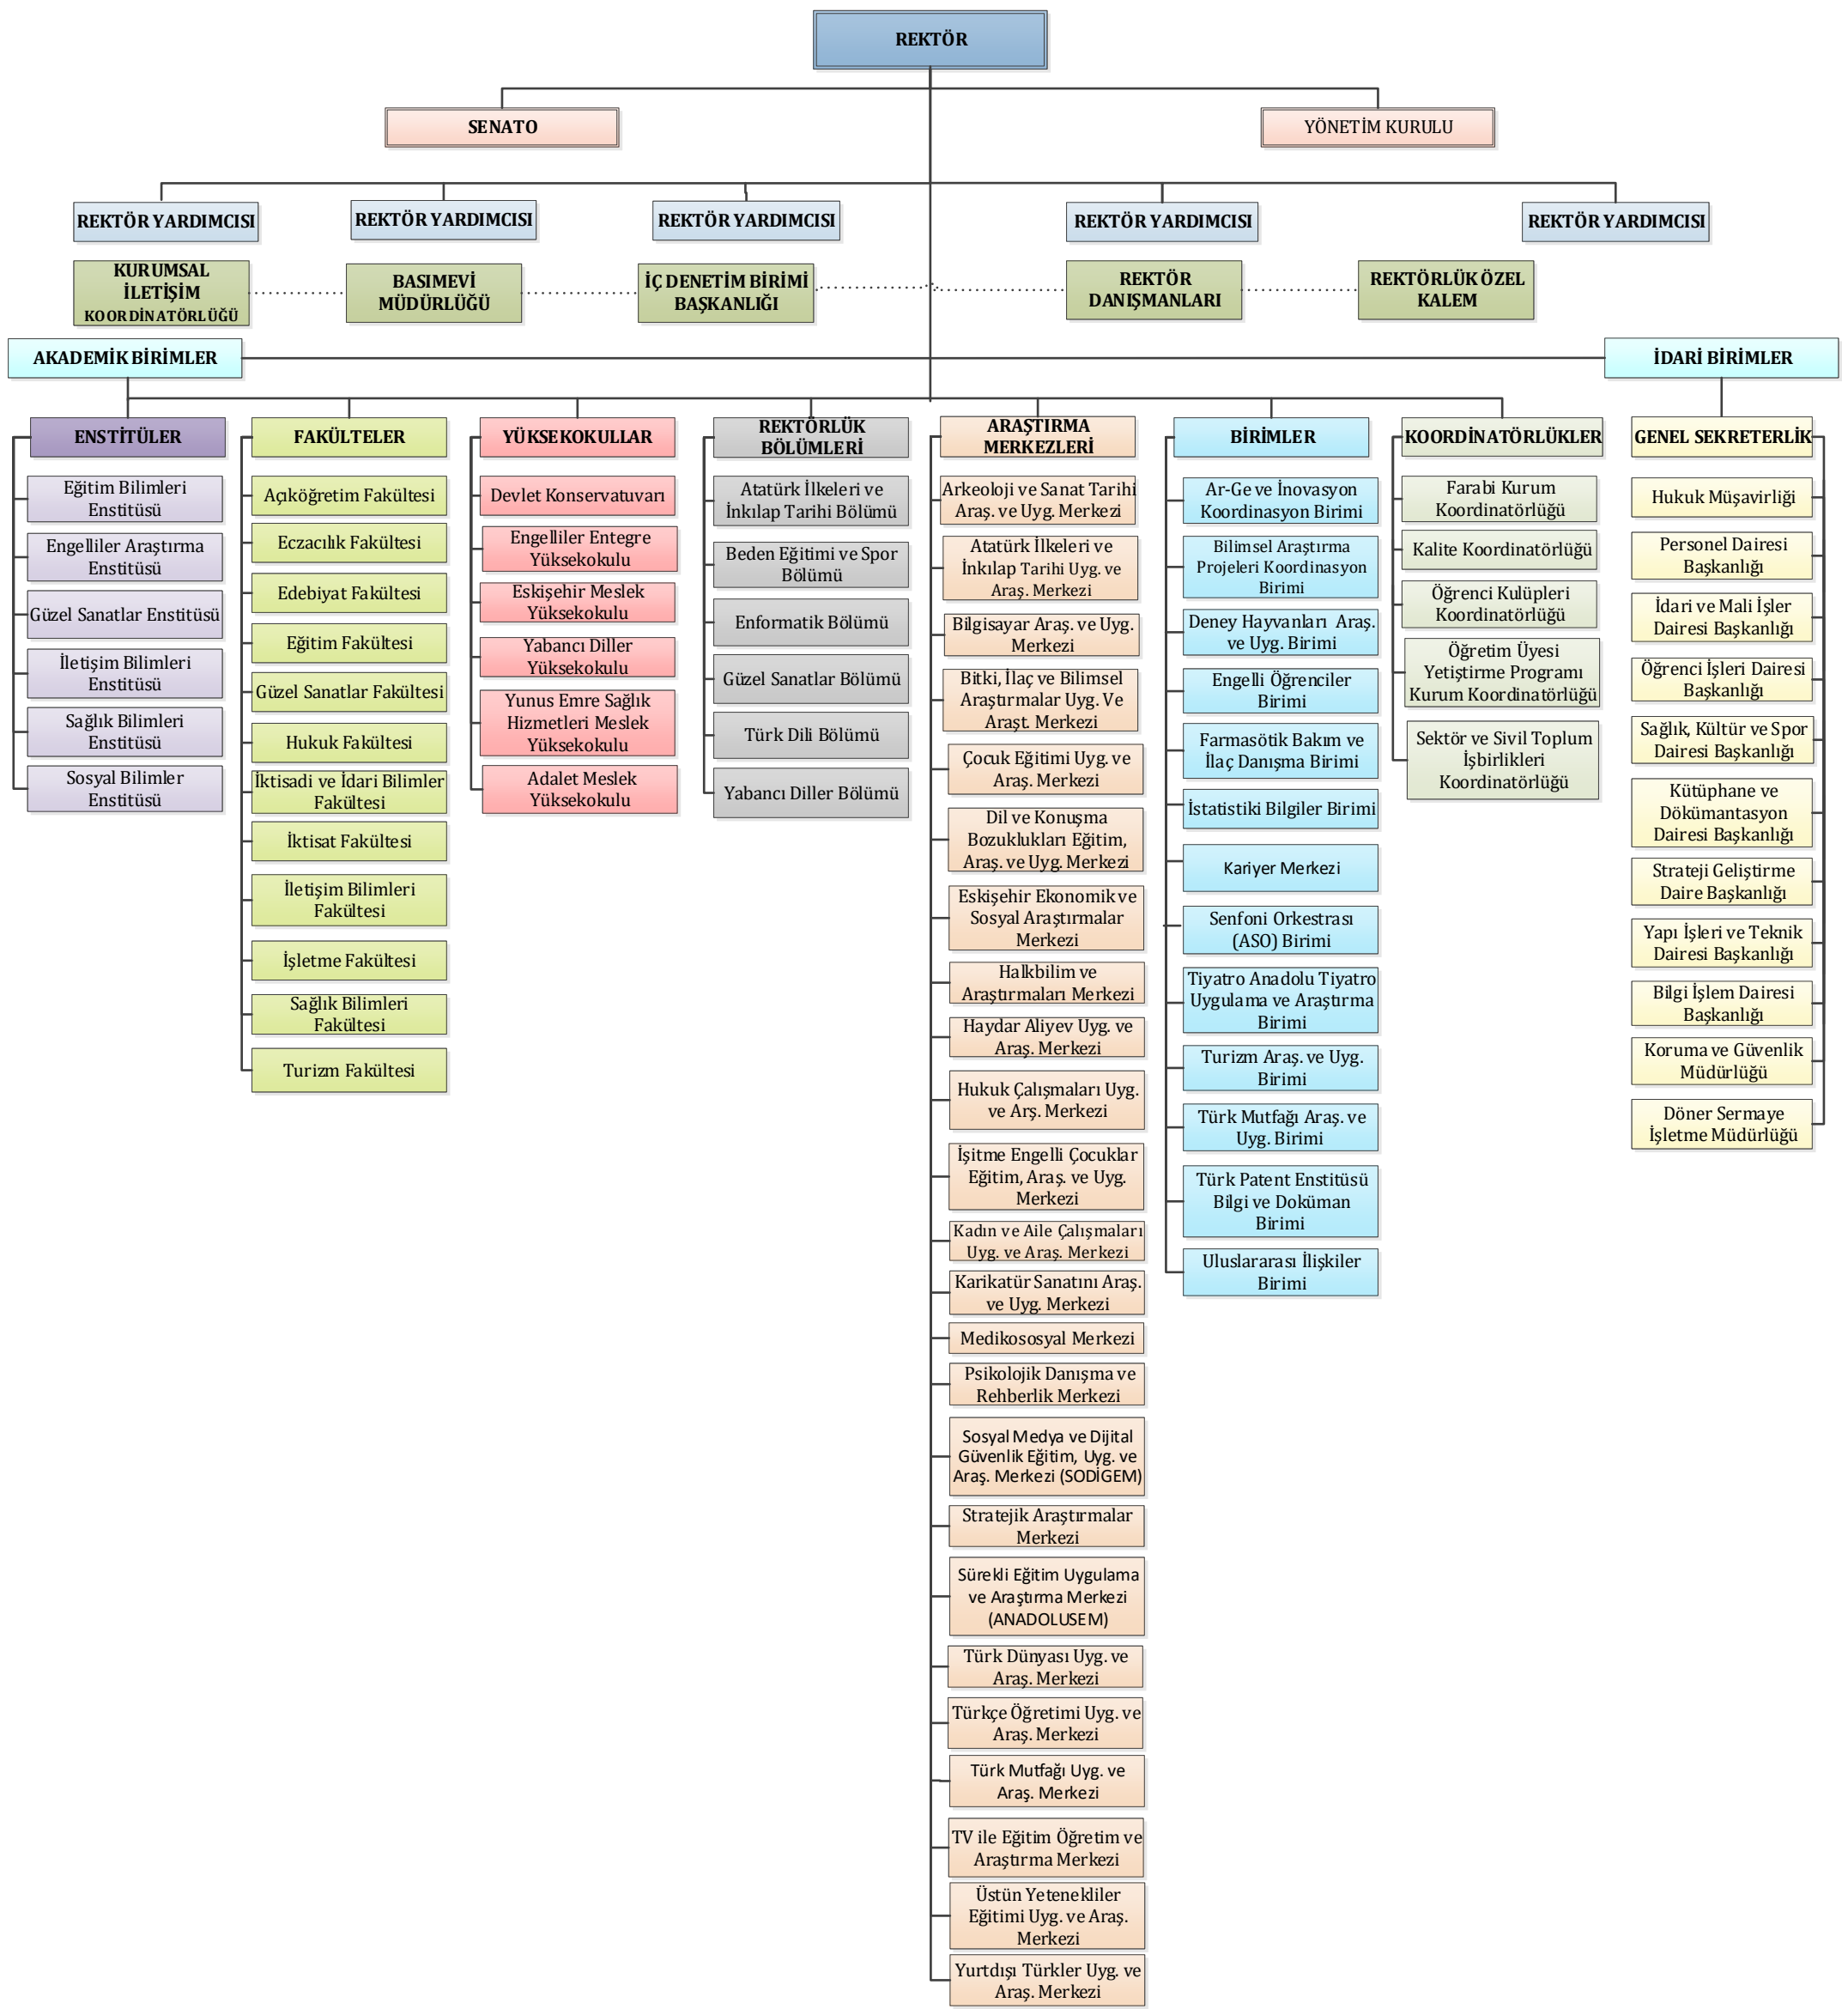 REKTÖR
SENATO
YÖNETİM KURULU
REKTÖR YARDIMCISI
REKTÖR YARDIMCISI
REKTÖR YARDIMCISI
REKTÖR YARDIMCISI
REKTÖR YARDIMCISI
KURUMSAL
İLETİŞİM
KOORDİNATÖRLÜĞÜ
BASIMEVİ
MÜDÜRLÜĞÜ
İÇ DENETİM BİRİMİ
BAŞKANLIĞI
REKTÖR
DANIŞMANLARI
REKTÖRLÜK ÖZEL
KALEM
AKADEMİK BİRİMLER
İDARİ BİRİMLER
ENSTİTÜLER
Eğitim Bilimleri
Enstitüsü
Engelliler Araştırma
Enstitüsü
Güzel Sanatlar Enstitüsü
İletişim Bilimleri
Enstitüsü
Sağlık Bilimleri
Enstitüsü
Sosyal Bilimler
Enstitüsü
FAKÜLTELER
Açıköğretim Fakültesi
Eczacılık Fakültesi
Edebiyat Fakültesi
Eğitim Fakültesi
Güzel Sanatlar Fakültesi
Hukuk Fakültesi
İktisadi ve İdari Bilimler
Fakültesi
İktisat Fakültesi
İletişim Bilimleri
Fakültesi
İşletme Fakültesi
Sağlık Bilimleri
Fakültesi
Turizm Fakültesi
YÜKSEKOKULLAR
Devlet Konservatuvarı
Engelliler Entegre
Yüksekokulu
Eskişehir Meslek
Yüksekokulu
Yabancı Diller
Yüksekokulu
Yunus Emre Sağlık
Hizmetleri Meslek
Yüksekokulu
Adalet Meslek
Yüksekokulu
REKTÖRLÜK
BÖLÜMLERİ
Atatürk İlkeleri ve
İnkılap Tarihi Bölümü
Beden Eğitimi ve Spor
Bölümü
Enformatik Bölümü
Güzel Sanatlar Bölümü
Türk Dili Bölümü
Yabancı Diller Bölümü
ARAŞTIRMA
MERKEZLERİ
Arkeoloji ve Sanat Tarihi
Araş. ve Uyg. Merkezi
Atatürk İlkeleri ve
İnkılap Tarihi Uyg. ve
Araş. Merkezi
Bilgisayar Araş. ve Uyg.
Merkezi
Bitki, İlaç ve Bilimsel
Araştırmalar Uyg. Ve
Araşt. Merkezi
Çocuk Eğitimi Uyg. ve
Araş. Merkezi
Dil ve Konuşma
Bozuklukları Eğitim,
Araş. ve Uyg. Merkezi
Eskişehir Ekonomik ve
Sosyal Araştırmalar
Merkezi
Halkbilim ve
Araştırmaları Merkezi
Haydar Aliyev Uyg. ve
Araş. Merkezi
Hukuk Çalışmaları Uyg.
ve Arş. Merkezi
İşitme Engelli Çocuklar
Eğitim, Araş. ve Uyg.
Merkezi
Kadın ve Aile Çalışmaları
Uyg. ve Araş. Merkezi
Karikatür Sanatını Araş.
ve Uyg. Merkezi
Medikososyal Merkezi
Psikolojik Danışma ve
Rehberlik Merkezi
Sosyal Medya ve Dijital
Güvenlik Eğitim, Uyg. ve
Araş. Merkezi (SODİGEM)
Stratejik Araştırmalar
Merkezi
Sürekli Eğitim Uygulama
ve Araştırma Merkezi
(ANADOLUSEM)
Türk Dünyası Uyg. ve
Araş. Merkezi
Türkçe Öğretimi Uyg. ve
Araş. Merkezi
Türk Mutfağı Uyg. ve
Araş. Merkezi
TV ile Eğitim Öğretim ve
Araştırma Merkezi
Üstün Yetenekliler
Eğitimi Uyg. ve Araş.
Merkezi
Yurtdışı Türkler Uyg. ve
Araş. Merkezi
BİRİMLER
Ar-Ge ve İnovasyon
Koordinasyon Birimi
Bilimsel Araştırma
Projeleri Koordinasyon
Birimi
Deney Hayvanları Araş.
ve Uyg. Birimi
Engelli Öğrenciler
Birimi
Farmasötik Bakım ve
İlaç Danışma Birimi
İstatistiki Bilgiler Birimi
Kariyer Merkezi
Senfoni Orkestrası
(ASO) Birimi
Tiyatro Anadolu Tiyatro
Uygulama ve Araştırma
Birimi
Turizm Araş. ve Uyg.
Birimi
Türk Mutfağı Araş. ve
Uyg. Birimi
Türk Patent Enstitüsü
Bilgi ve Doküman
Birimi
Uluslararası İlişkiler
Birimi
KOORDİNATÖRLÜKLER
Farabi Kurum
Koordinatörlüğü
Kalite Koordinatörlüğü
Öğrenci Kulüpleri
Koordinatörlüğü
Öğretim Üyesi
Yetiştirme Programı
Kurum Koordinatörlüğü
Sektör ve Sivil Toplum
İşbirlikleri
Koordinatörlüğü
GENEL SEKRETERLİK
Hukuk Müşavirliği
Personel Dairesi
Başkanlığı
İdari ve Mali İşler
Dairesi Başkanlığı
Öğrenci İşleri Dairesi
Başkanlığı
Sağlık, Kültür ve Spor
Dairesi Başkanlığı
Kütüphane ve
Dökümantasyon
Dairesi Başkanlığı
Strateji Geliştirme
Daire Başkanlığı
Yapı İşleri ve Teknik
Dairesi Başkanlığı
Bilgi İşlem Dairesi
Başkanlığı
Koruma ve Güvenlik
Müdürlüğü
Döner Sermaye
İşletme Müdürlüğü